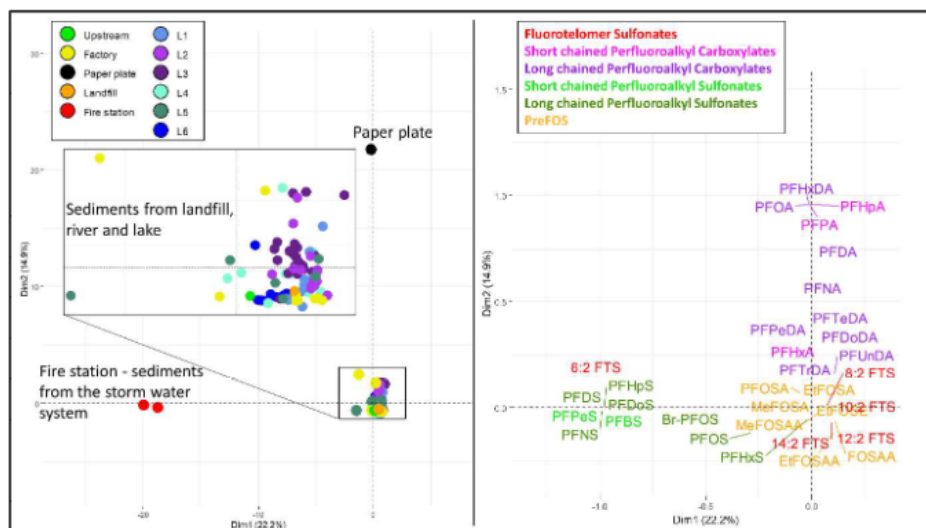 Upstream
Factory
Paper plate
Landfill
Fire station
L1
L2
L3
L4
L5
L6
Paper plate
Sediments from landfill,
river and lake
Fire station - sediments
from the storm water
system
Dim2 (14.9%)
30
20
10
0
-20
-10
0
Dim1 (22.2%)
Fluorotelomer Sulfonates
Short chained Perfluoroalkyl Carboxylates
Long chained Perfluoroalkyl Carboxylates
Short chained Perfluoroalkyl Sulfonates
Long chained Perfluoroalkyl Sulfonates
PreFOS
Dim2 (14.9%)
1.5
1.0
0.5
0.0
PFHxDA
PFOA
PFHpA
PFPA
PFDA
PFNA
PFTeDA
PFPeDA
PFDoDA
PFHxA
PFUnDA
PFTrDA
6:2 FTS
8:2 FTS
PFHpS
PFOSA
EtFOSA
PFDS
PFDoS
MeFOSA
EtFOSE
10:2 FTS
PFPeS
PFBS
Br-PFOS
MeFOSAA
PFNS
PFOS
14:2 FTS
12:2 FTS
PFHxS
EtFOSAA
FOSAA
-1.0
-0.5
0.0
Dim1 (22.2%)